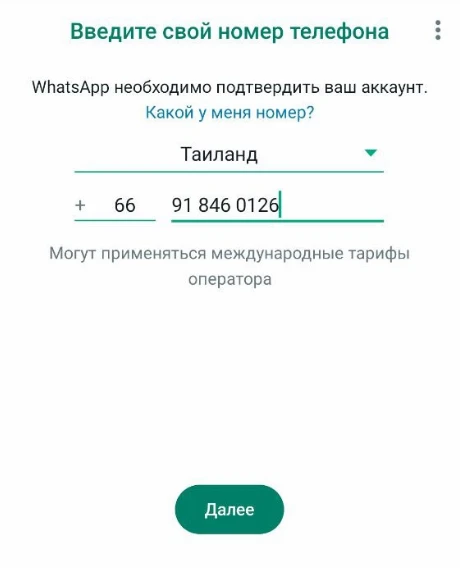 Введите свой номер телефона
WhatsApp необходимо подтвердить ваш аккаунт.
Какой у меня номер?
Таиланд
+ 66 91 846 0126
Могут применяться международные тарифы
оператора
Далее